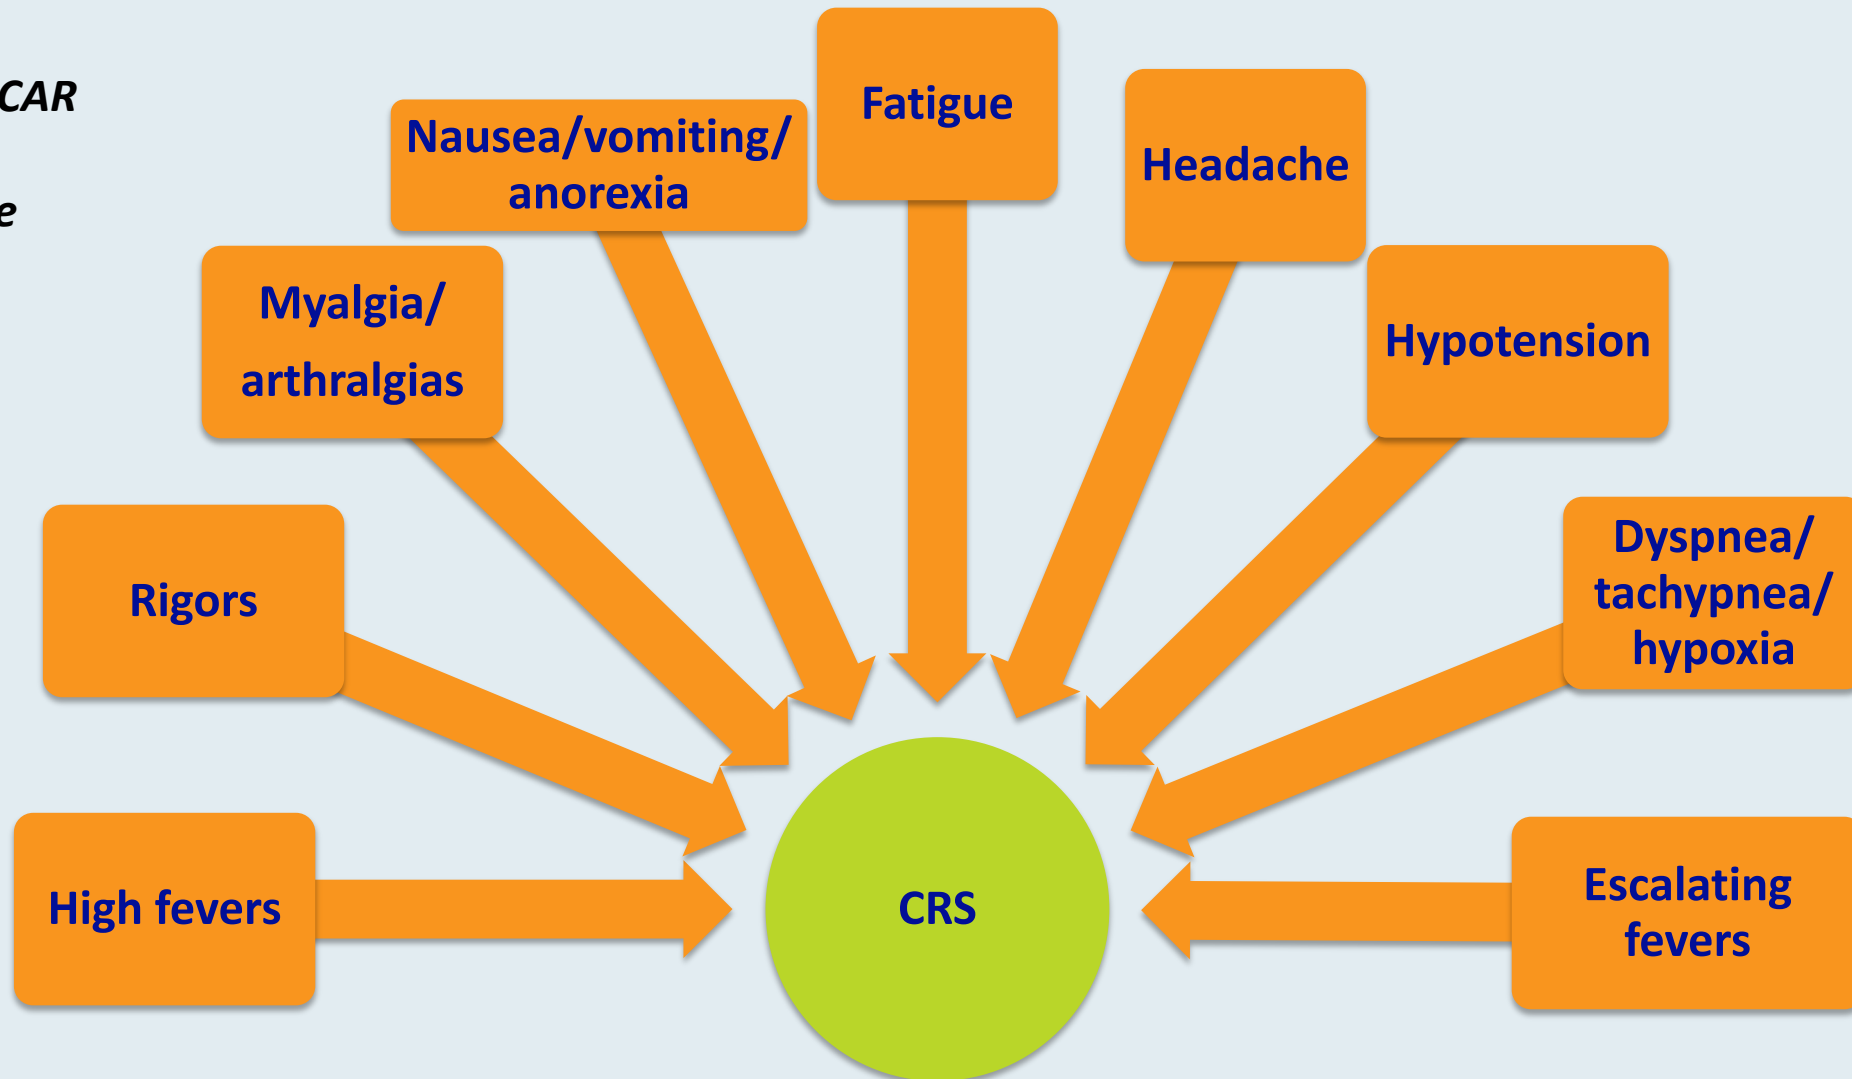 CAR
e
Fatigue
Nausea/vomiting/
anorexia
Headache
Myalgia/
arthralgias
Hypotension
Rigors
Dyspnea/
tachypnea/
hypoxia
High fevers
CRS
Escalating
fevers